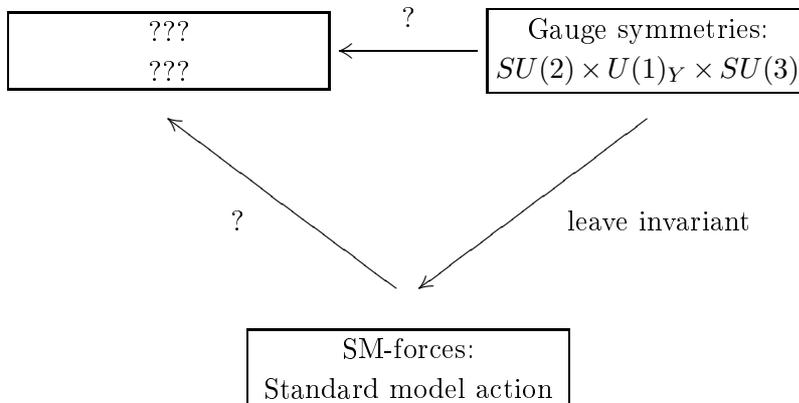 ???
???
?
Gauge symmetries:
SU(2) × U(1)_Y × SU(3)
?
leave invariant
SM-forces:
Standard model action